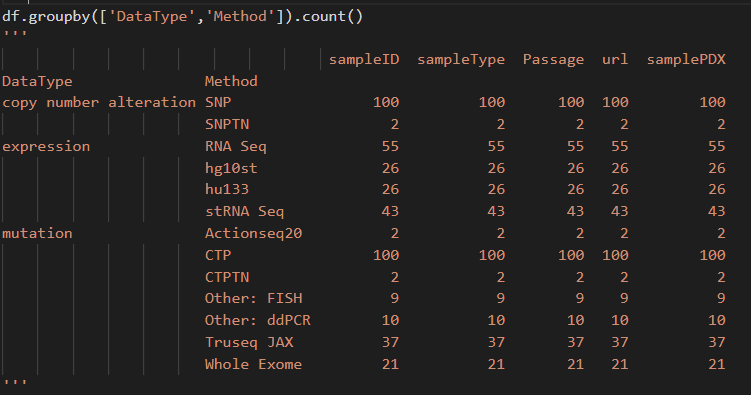 df.groupby(['DataType','Method']).count()
'''
sampleID sampleType Passage url samplePDX
DataType Method
copy number alteration SNP 100 100 100 100 100
SNPTN 2 2 2 2 2
expression RNA Seq 55 55 55 55 55
hg10st 26 26 26 26 26
hu133 26 26 26 26 26
stRNA Seq 43 43 43 43 43
mutation Actionseq20 2 2 2 2 2
CTP 100 100 100 100 100
CTPTN 2 2 2 2 2
Other: FISH 9 9 9 9 9
Other: ddPCR 10 10 10 10 10
Truseq JAX 37 37 37 37 37
Whole Exome 21 21 21 21 21
'''